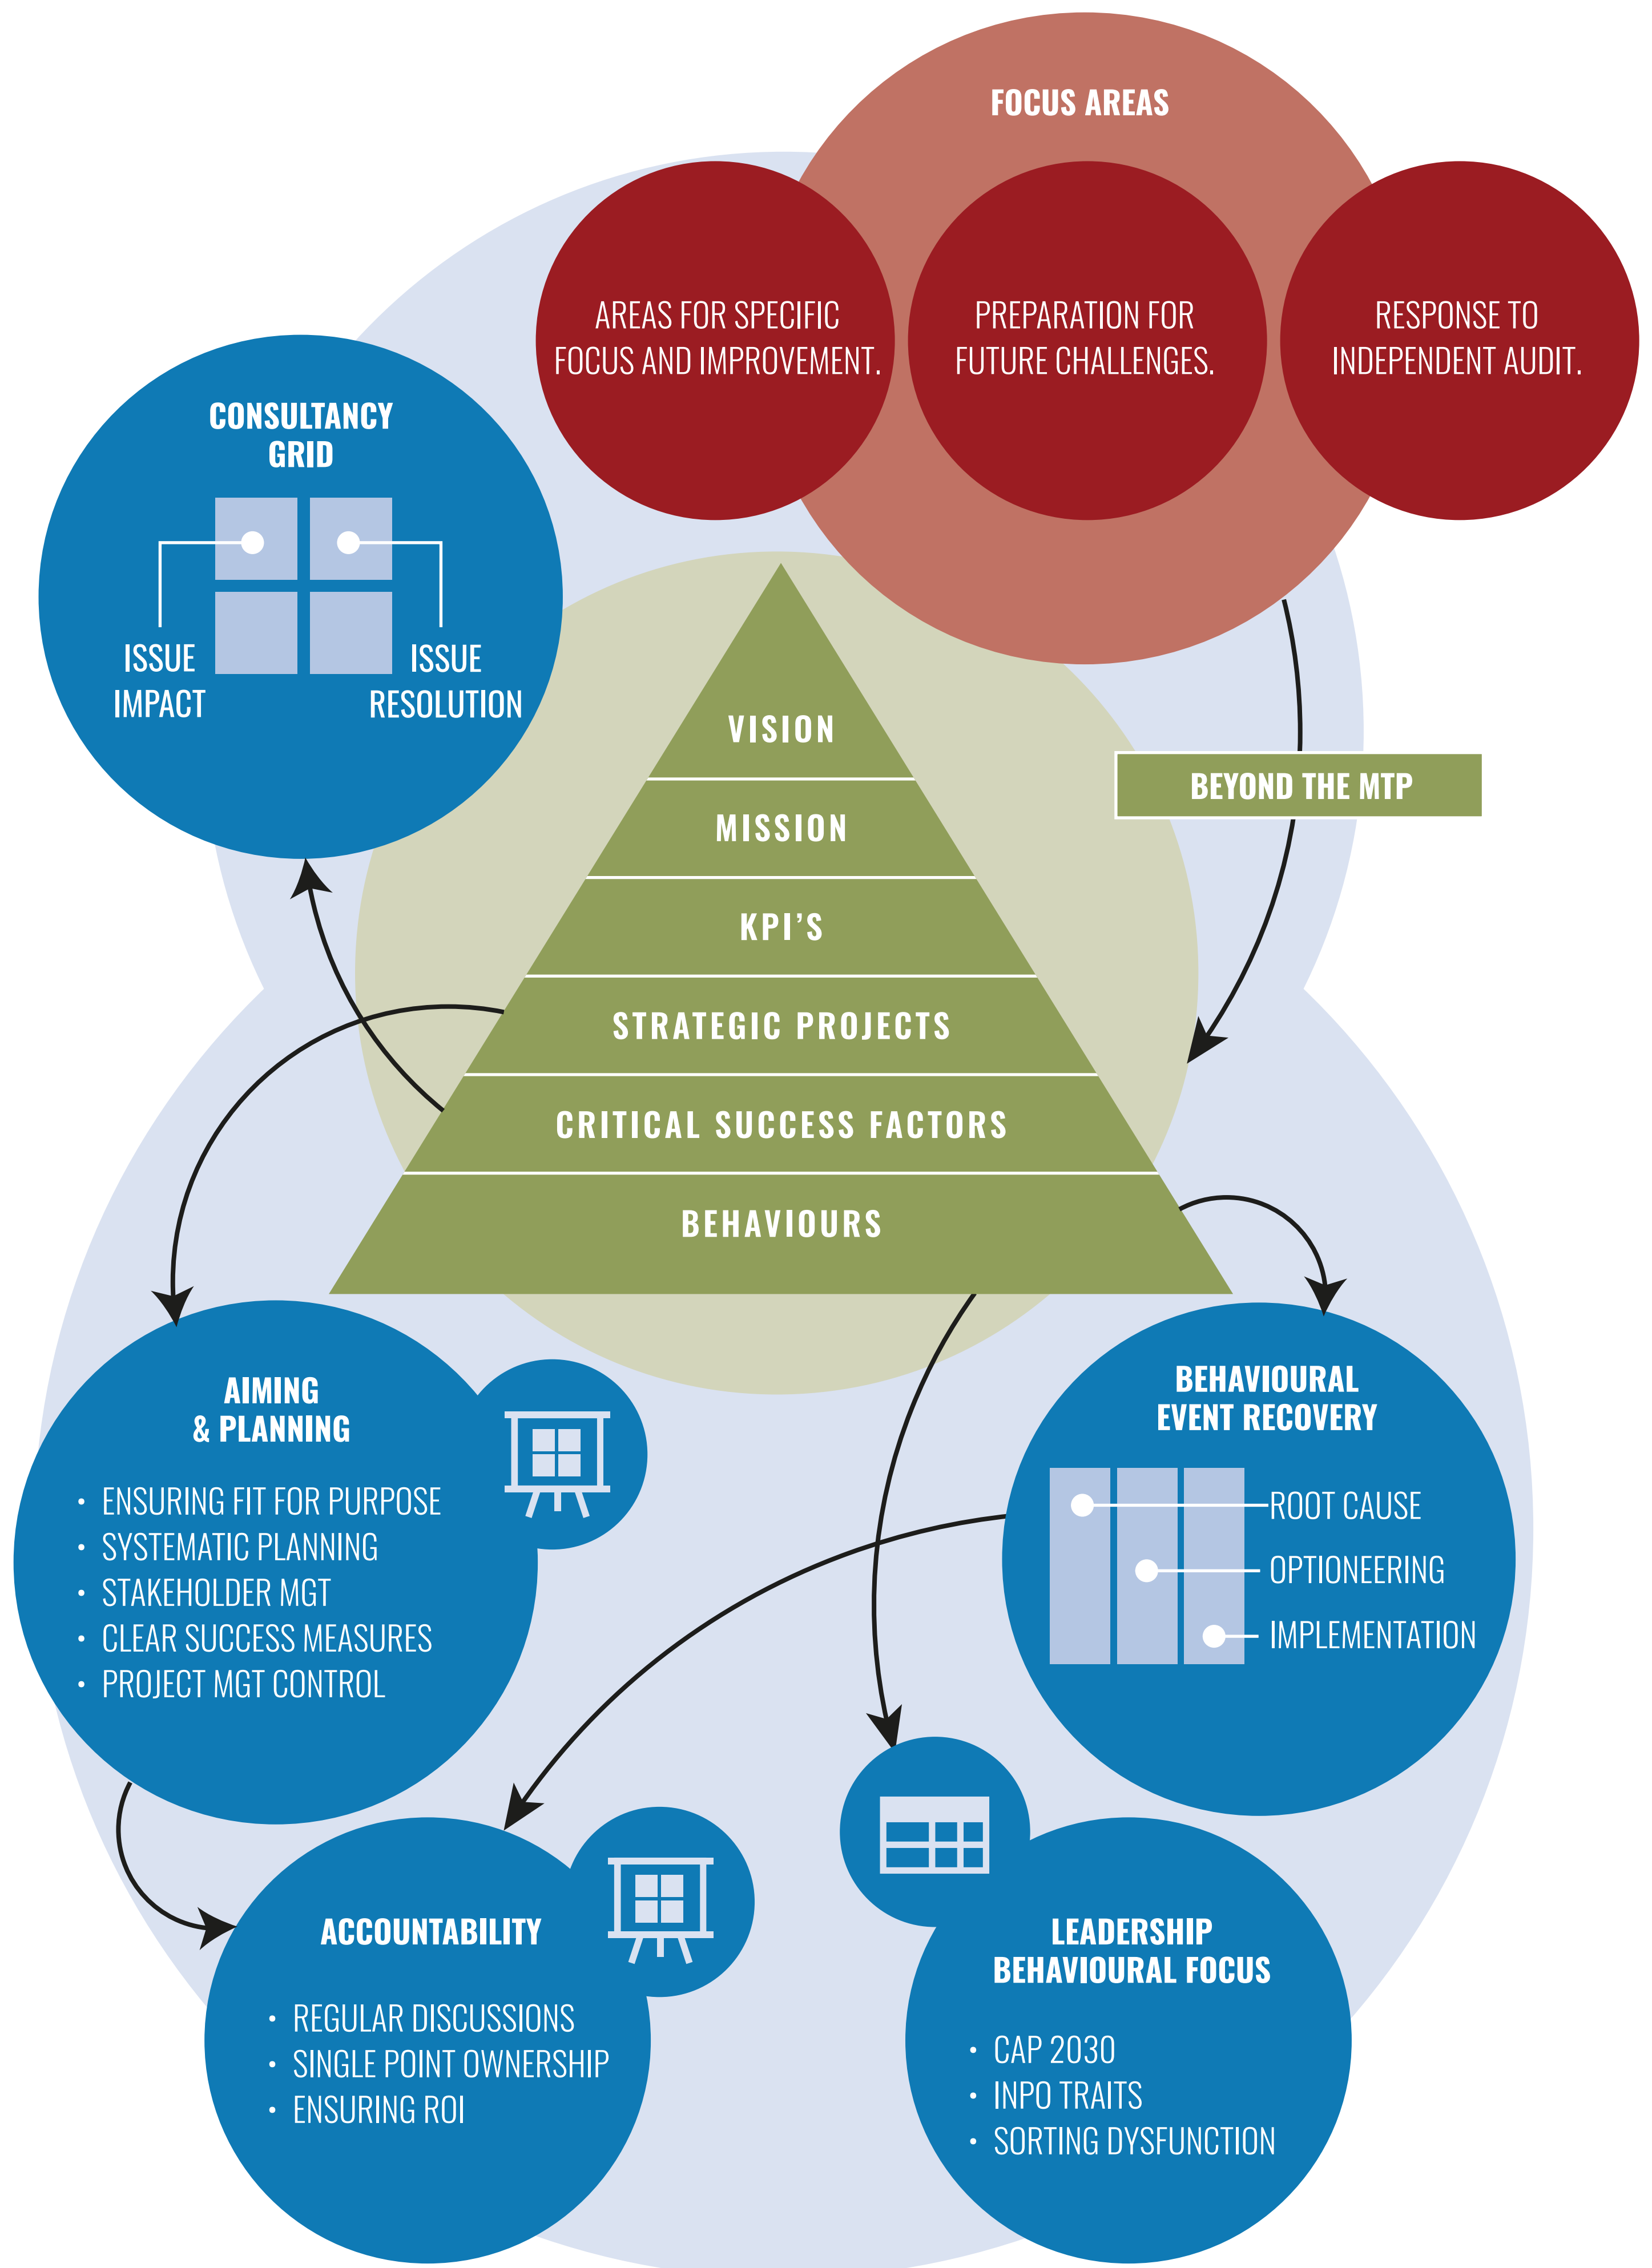 FOCUS AREAS
AREAS FOR SPECIFIC
FOCUS AND IMPROVEMENT.
PREPARATION FOR
FUTURE CHALLENGES.
RESPONSE TO
INDEPENDENT AUDIT.
CONSULTANCY
GRID
ISSUE
IMPACT
ISSUE
RESOLUTION
BEYOND THE MTP
VISION
MISSION
KPI’S
STRATEGIC PROJECTS
CRITICAL SUCCESS FACTORS
BEHAVIOURS
AIMING
& PLANNING
• ENSURING FIT FOR PURPOSE
• SYSTEMATIC PLANNING
• STAKEHOLDER MGT
• CLEAR SUCCESS MEASURES
• PROJECT MGT CONTROL
BEHAVIOURAL
EVENT RECOVERY
ROOT CAUSE
OPTIONEERING
IMPLEMENTATION
ACCOUNTABILITY
• REGULAR DISCUSSIONS
• SINGLE POINT OWNERSHIP
• ENSURING ROI
LEADERSHIP
BEHAVIOURAL FOCUS
• CAP 2030
• INPO TRAITS
• SORTING DYSFUNCTION